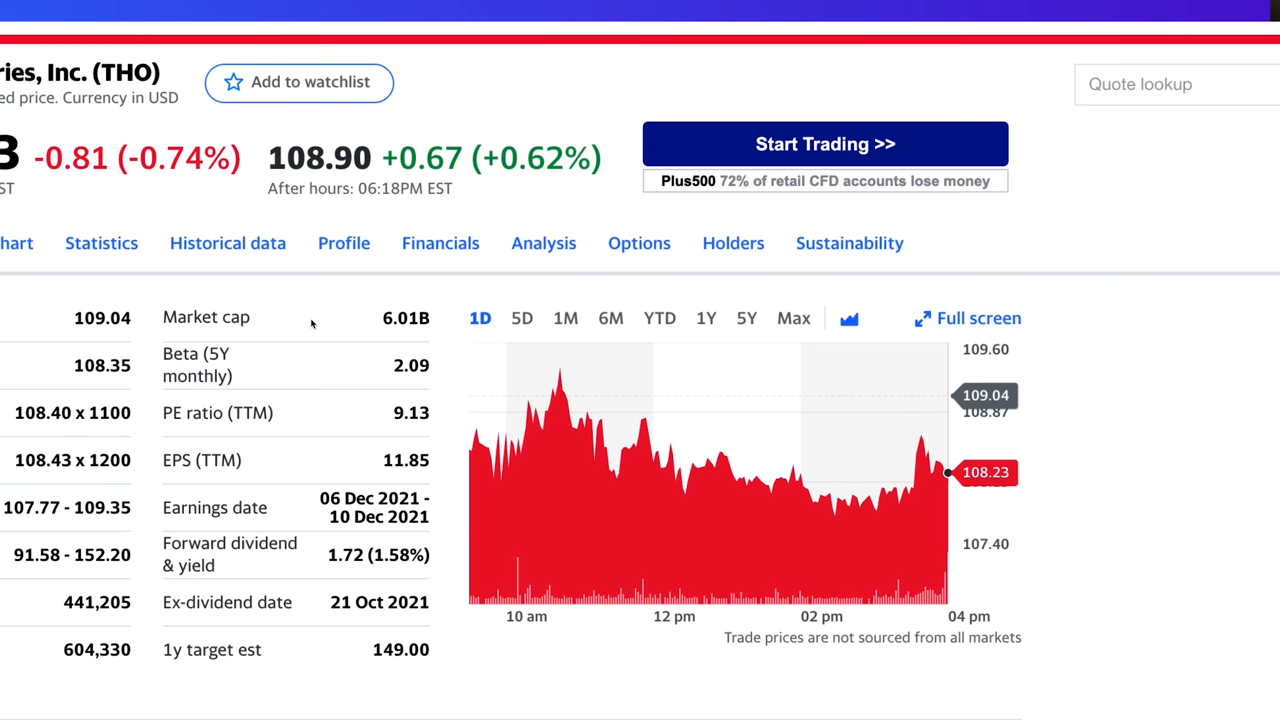 ries, Inc. (THO)
Add to watchlist
Quote lookup
ed price. Currency in USD
3 -0.81 (-0.74%) 108.90 +0.67 (+0.62%)
ST After hours: 06:18PM EST
Start Trading >>
Plus500 72% of retail CFD accounts lose money
hart Statistics Historical data Profile Financials Analysis Options Holders Sustainability
109.04 Market cap 6.01B
108.35 Beta (5Y
monthly) 2.09
108.40 x 1100 PE ratio (TTM) 9.13
108.43 x 1200 EPS (TTM) 11.85
107.77 - 109.35 Earnings date 06 Dec 2021 -
10 Dec 2021
91.58 - 152.20 Forward dividend
& yield 1.72 (1.58%)
441,205 Ex-dividend date 21 Oct 2021
604,330 1y target est 149.00
1D 5D 1M 6M YTD 1Y 5Y Max Full screen
109.60
109.04
108.87
108.23
107.40
10 am 12 pm 02 pm 04 pm
Trade prices are not sourced from all markets